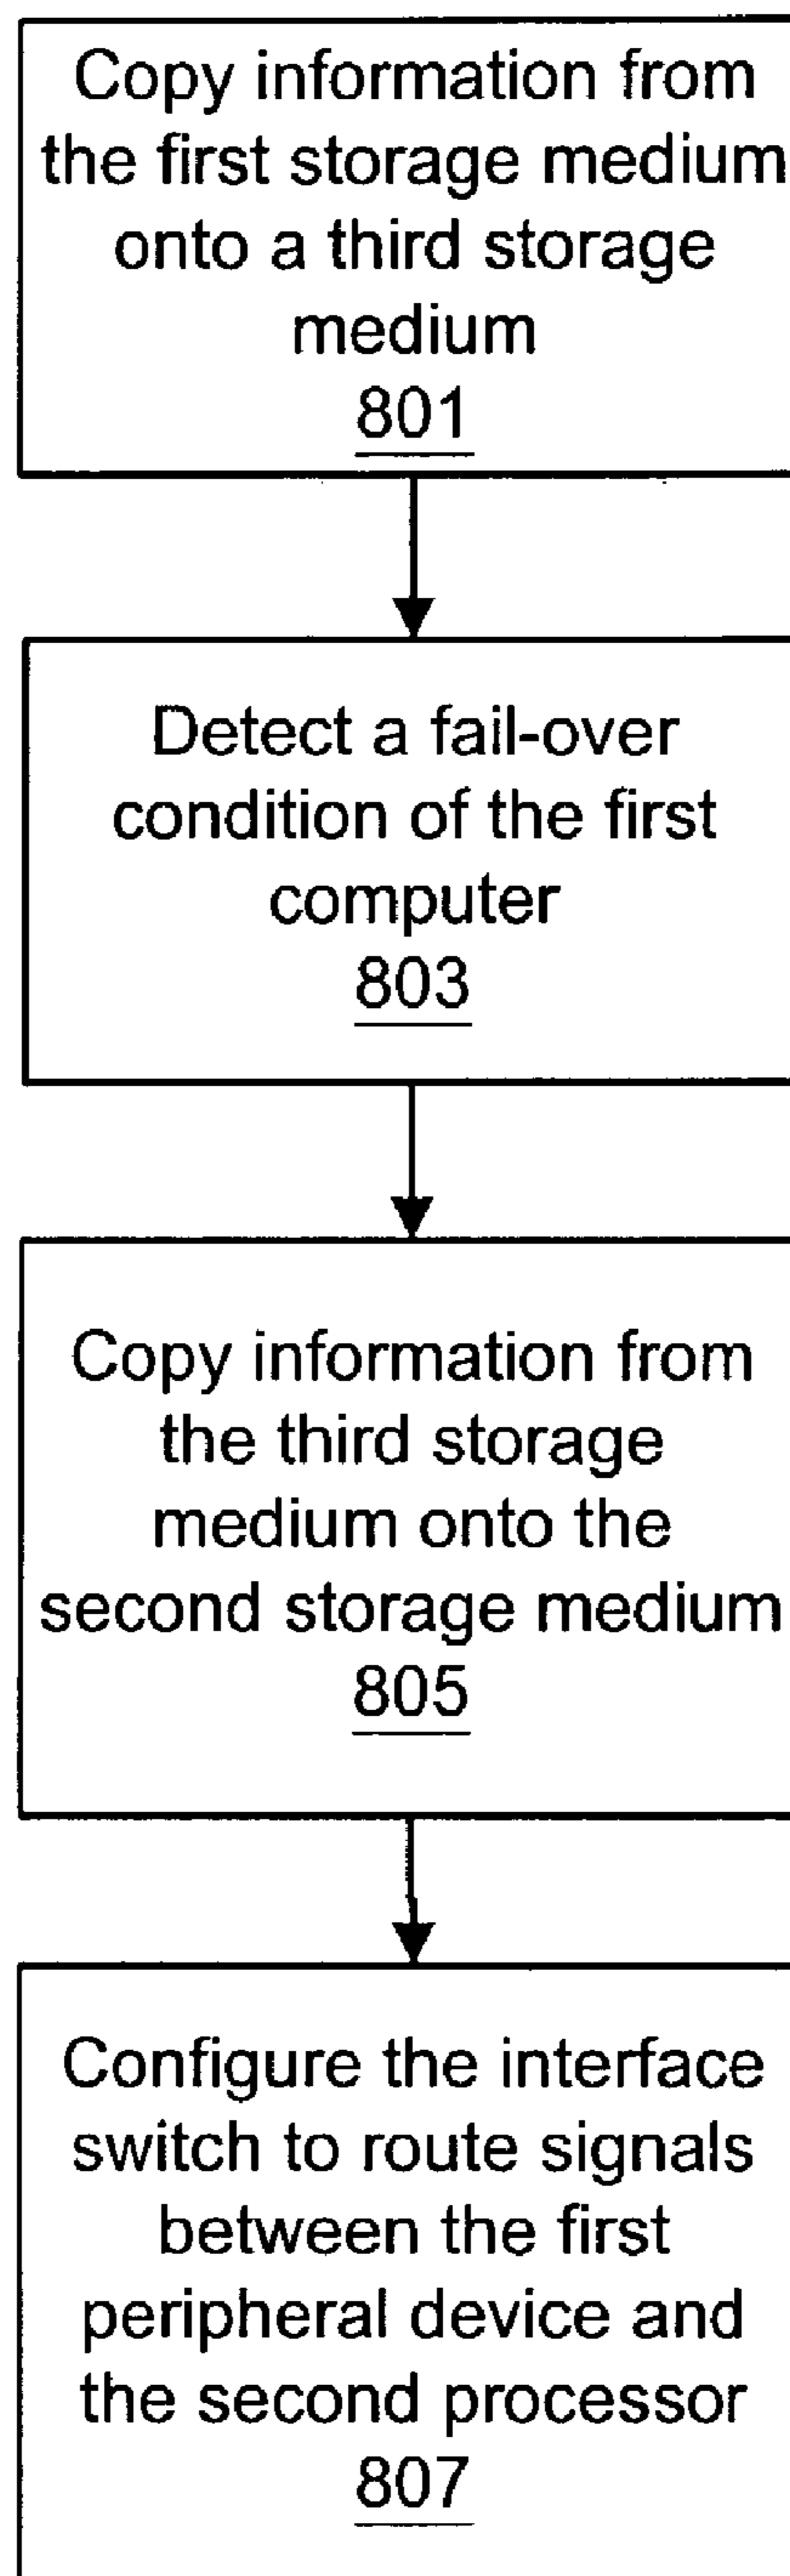 Copy information from
the first storage medium
onto a third storage
medium
801
Detect a fail-over
condition of the first
computer
803
Copy information from
the third storage
medium onto the
second storage medium
805
Configure the interface
switch to route signals
between the first
peripheral device and
the second processor
807